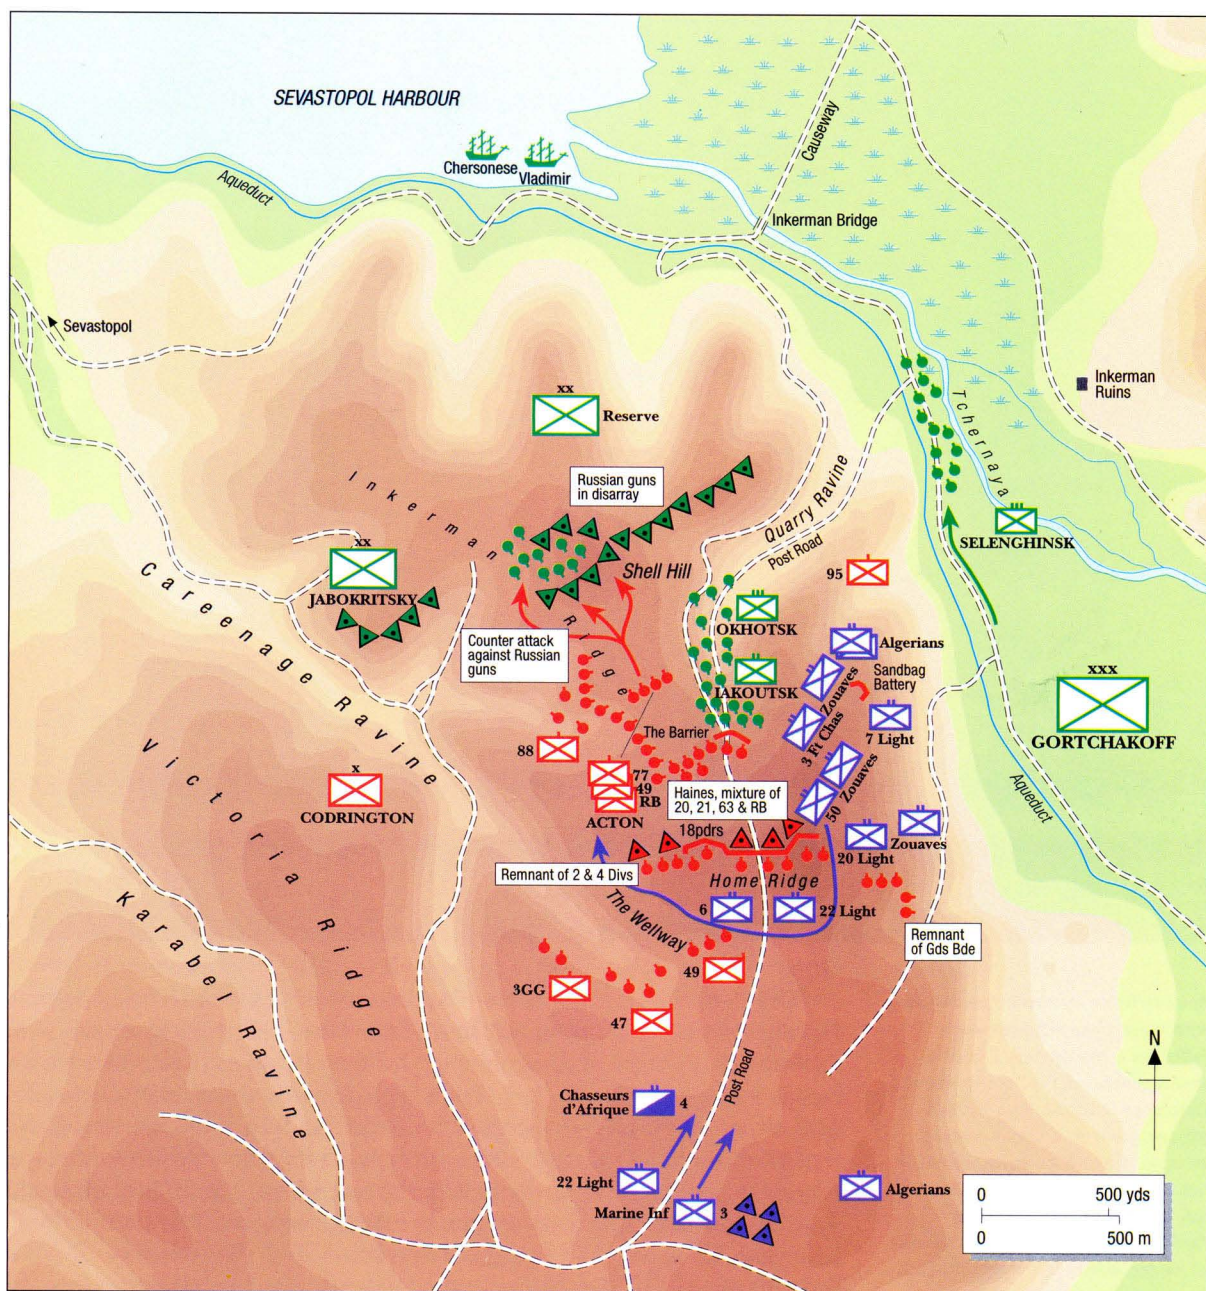 SEVASTOPOL HARBOUR
Chersonese
Vladimir
Causeway
Aqueduct
Inkerman Bridge
Sevastopol
Inkerman
Ruins
Tchernaya
xx
Reserve
Russian guns
in disarray
Inkerman
Ridge
Quarry Ravine
Post Road
SELENGHINSK
Shell Hill
xx
JABOKRITSKY
95
OKHOTSK
Algerians
Careenage Ravine
Counter attack
against Russian
guns
IAKOUTSK
Zouaves
Sandbag
Battery
xxx
GORTCHAKOFF
3 Ft Chas
7 Light
The Barrier
88
77
49
RB
ACTON
Haines, mixture of
20, 21, 63 & RB
50 Zouaves
Victoria Ridge
x
CODRINGTON
18pdrs
Zouaves
20 Light
Aqueduct
Remnant of 2 & 4 Divs
Home Ridge
6
22 Light
The Wellway
Remnant
of Gds Bde
Karabel Ravine
49
3GG
47
N
Post Road
Chasseurs
d'Afrique
4
22 Light
Marine Inf
3
Algerians
0
500 yds
0
500 m